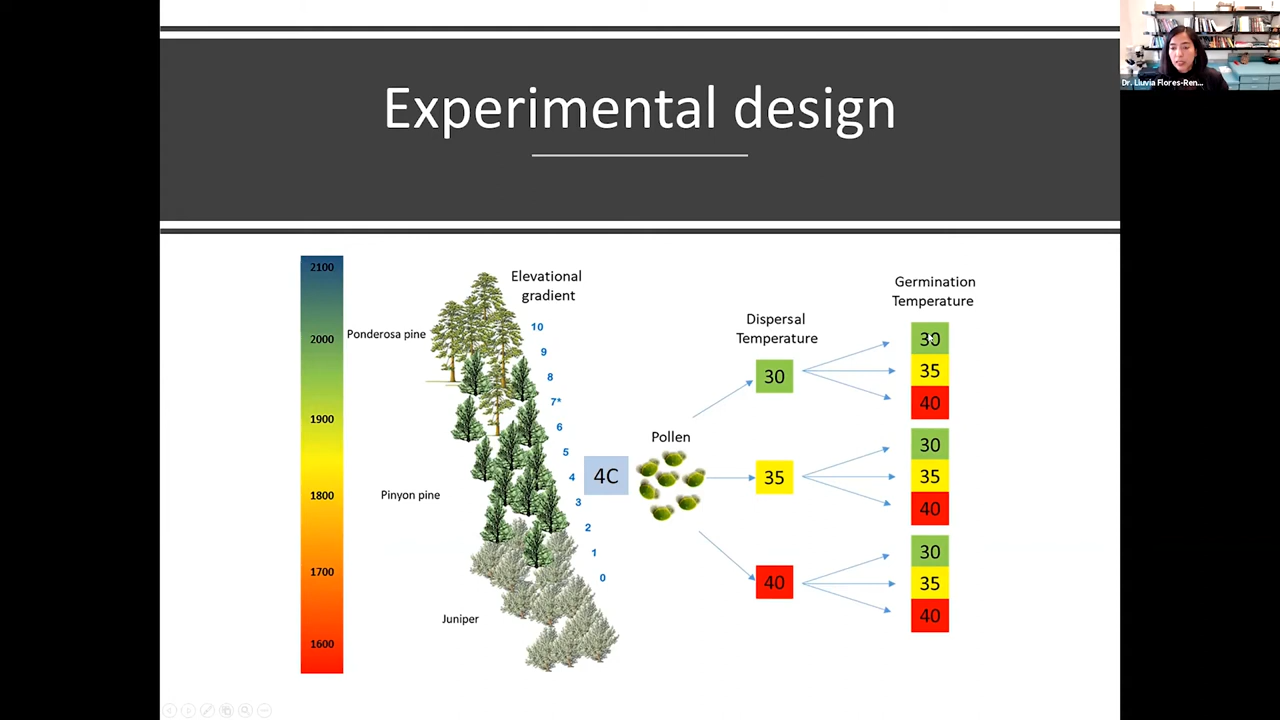 Experimental design
Dr. Lluvia Flores-Ren...
2100
2000
1900
1800
1700
1600
Ponderosa pine
Pinyon pine
Juniper
Elevational
gradient
10
9
8
7*
6
5
4
3
2
1
0
4C
Pollen
Dispersal
Temperature
30
35
40
Germination
Temperature
30
35
40
30
35
40
30
35
40